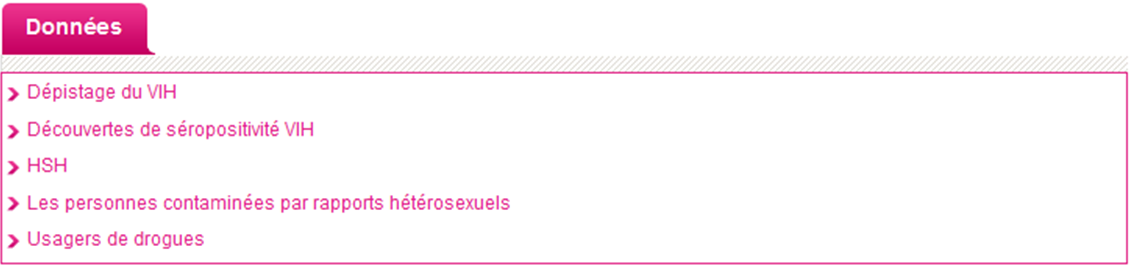 Données
Dépistage du VIH
Découvertes de séropositivité VIH
HSH
Les personnes contaminées par rapports hétérosexuels
Usagers de drogues